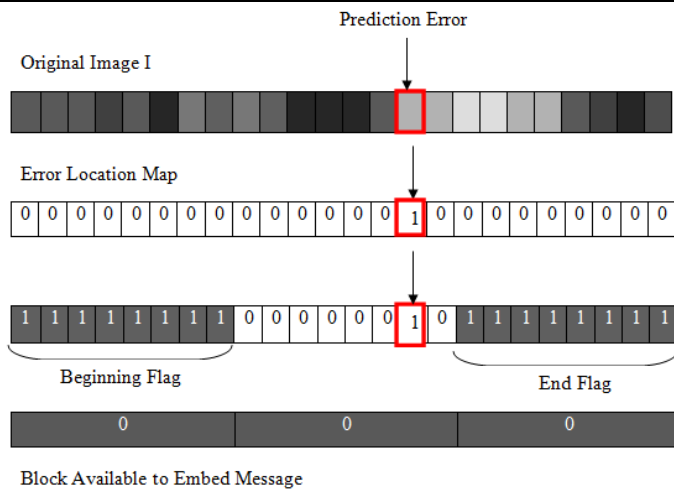 Prediction Error
Original Image I
Error Location Map
0 0 0 0 0 0 0 0 0 0 0 0 0 0 1 0 0 0 0 0 0 0 0 0
1 1 1 1 1 1 1 1 0 0 0 0 0 0 1 0 1 1 1 1 1 1 1 1
Beginning Flag End Flag
0 0 0
Block Available to Embed Message